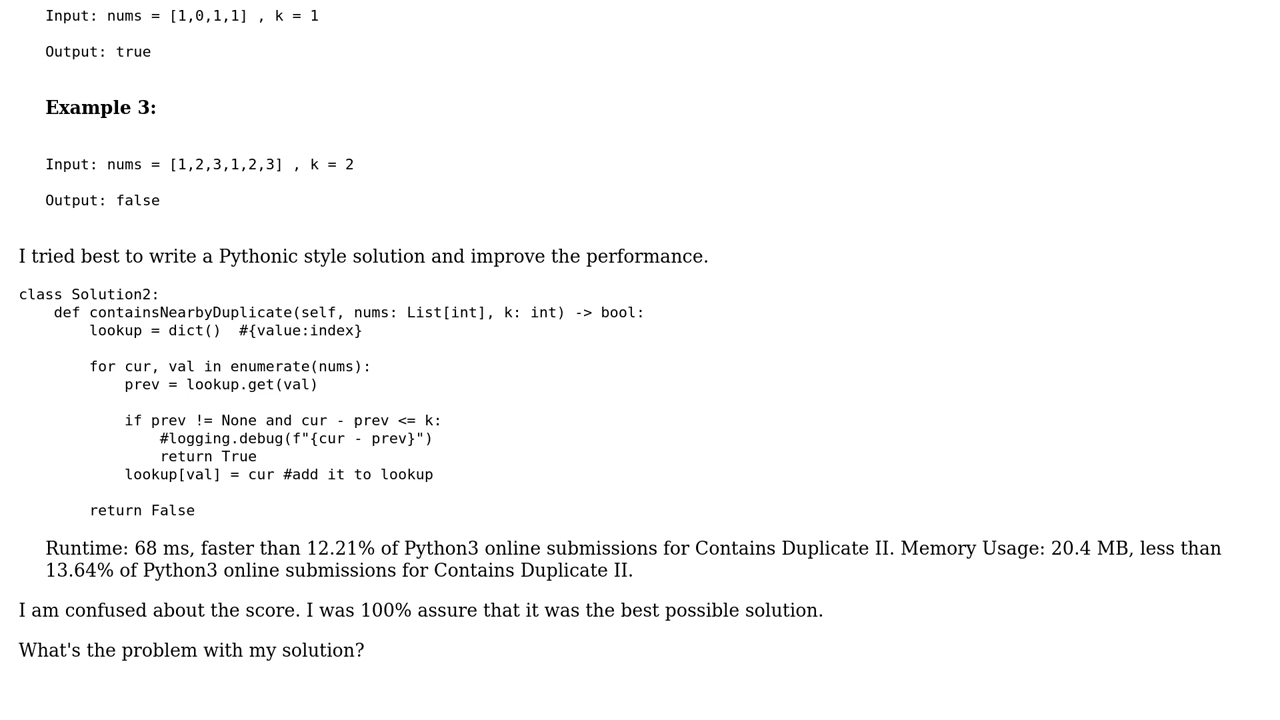 Input: nums = [1,0,1,1] , k = 1
Output: true
Example 3:
Input: nums = [1,2,3,1,2,3] , k = 2
Output: false
I tried best to write a Pythonic style solution and improve the performance.
class Solution2:
    def containsNearbyDuplicate(self, nums: List[int], k: int) -> bool:
        lookup = dict()  #{value:index}
        for cur, val in enumerate(nums):
            prev = lookup.get(val)
            if prev != None and cur - prev <= k:
                #logging.debug(f"{cur - prev}")
                return True
            lookup[val] = cur #add it to lookup
        return False
Runtime: 68 ms, faster than 12.21% of Python3 online submissions for Contains Duplicate II. Memory Usage: 20.4 MB, less than
13.64% of Python3 online submissions for Contains Duplicate II.
I am confused about the score. I was 100% assure that it was the best possible solution.
What's the problem with my solution?